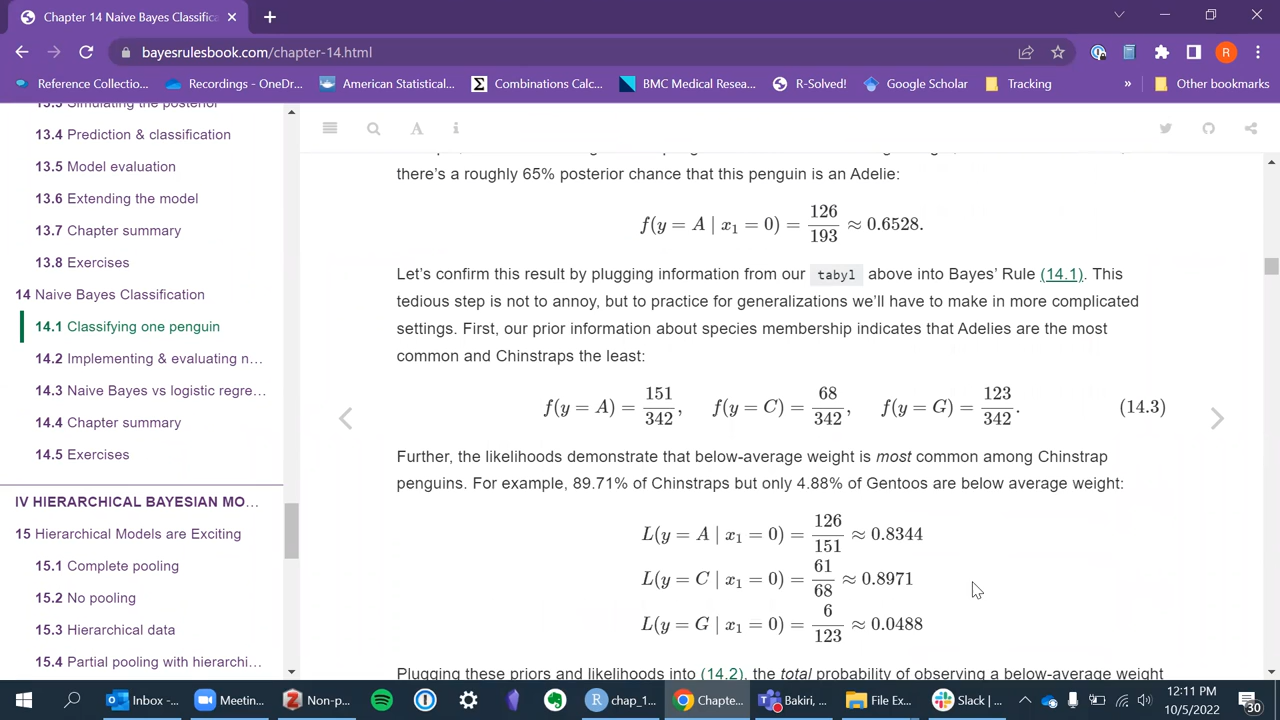 Chapter 14 Naive Bayes Classificat
bayesrulesbook.com/chapter-14.html
R
Reference Collection... Recordings - OneDr... American Statistical... Combinations Calc... BMC Medical Resea... R-Solved! Google Scholar Tracking » Other bookmarks
13.3 Simulating the posterior
13.4 Prediction & classification
13.5 Model evaluation
13.6 Extending the model
13.7 Chapter summary
13.8 Exercises
14 Naive Bayes Classification
14.1 Classifying one penguin
14.2 Implementing & evaluating n...
14.3 Naive Bayes vs logistic regre...
14.4 Chapter summary
14.5 Exercises
IV HIERARCHICAL BAYESIAN MO...
15 Hierarchical Models are Exciting
15.1 Complete pooling
15.2 No pooling
15.3 Hierarchical data
15.4 Partial pooling with hierarchi...
there's a roughly 65% posterior chance that this penguin is an Adelie:
f(y = A | x₁ = 0) = 126/193 ≈ 0.6528.
Let's confirm this result by plugging information from our tabyl above into Bayes' Rule (14.1). This
tedious step is not to annoy, but to practice for generalizations we'll have to make in more complicated
settings. First, our prior information about species membership indicates that Adelies are the most
common and Chinstraps the least:
f(y = A) = 151/342, f(y = C) = 68/342, f(y = G) = 123/342. (14.3)
Further, the likelihoods demonstrate that below-average weight is most common among Chinstrap
penguins. For example, 89.71% of Chinstraps but only 4.88% of Gentoos are below average weight:
L(y = A | x₁ = 0) = 126/151 ≈ 0.8344
L(y = C | x₁ = 0) = 61/68 ≈ 0.8971
L(y = G | x₁ = 0) = 6/123 ≈ 0.0488
Plugging these priors and likelihoods into (14.2), the total probability of observing a below-average weight
Inbox -... Meetin... Non-p... R chap_1... Chapte... Bakiri, ... File Ex... Slack | ...
12:11 PM
10/5/2022
30